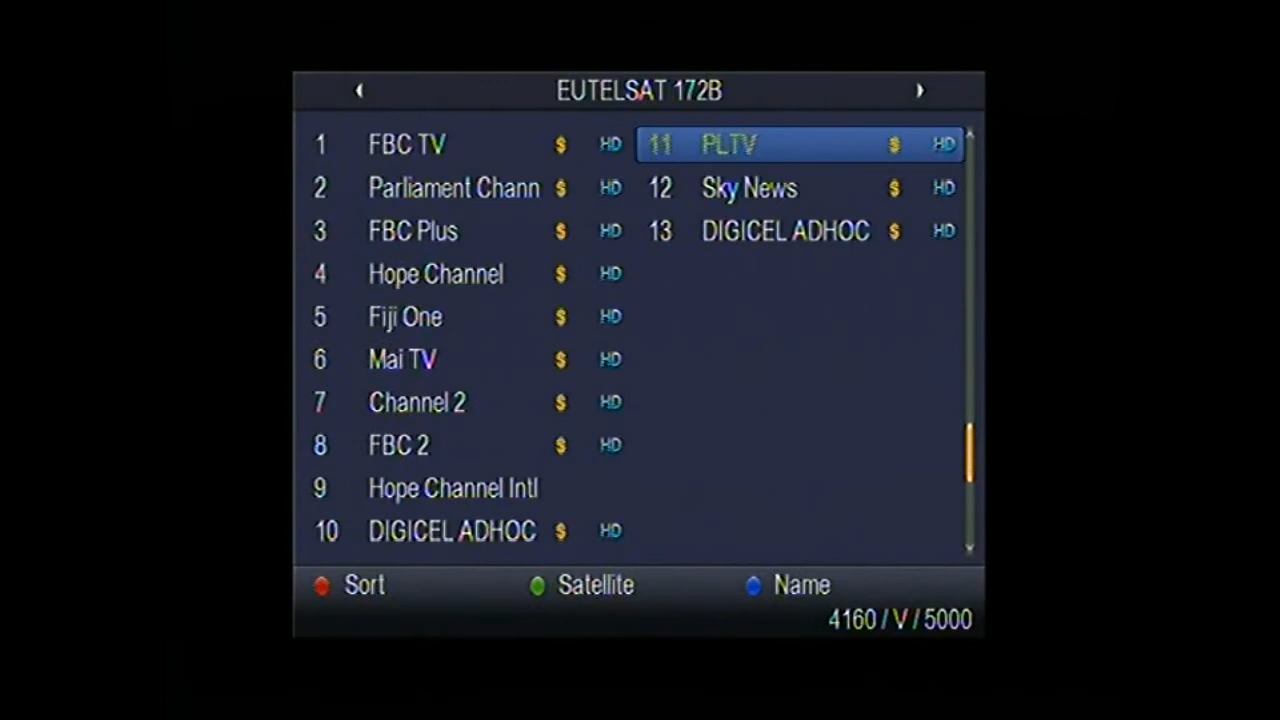 EUTELSAT 172B
1 FBC TV $ HD
2 Parliament Chann $ HD
3 FBC Plus $ HD
4 Hope Channel $ HD
5 Fiji One $ HD
6 Mai TV $ HD
7 Channel 2 $ HD
8 FBC 2 $ HD
9 Hope Channel Intl
10 DIGICEL ADHOC $ HD
11 PLTV $ HD
12 Sky News $ HD
13 DIGICEL ADHOC $ HD
Sort Satellite Name
4160 / V / 5000